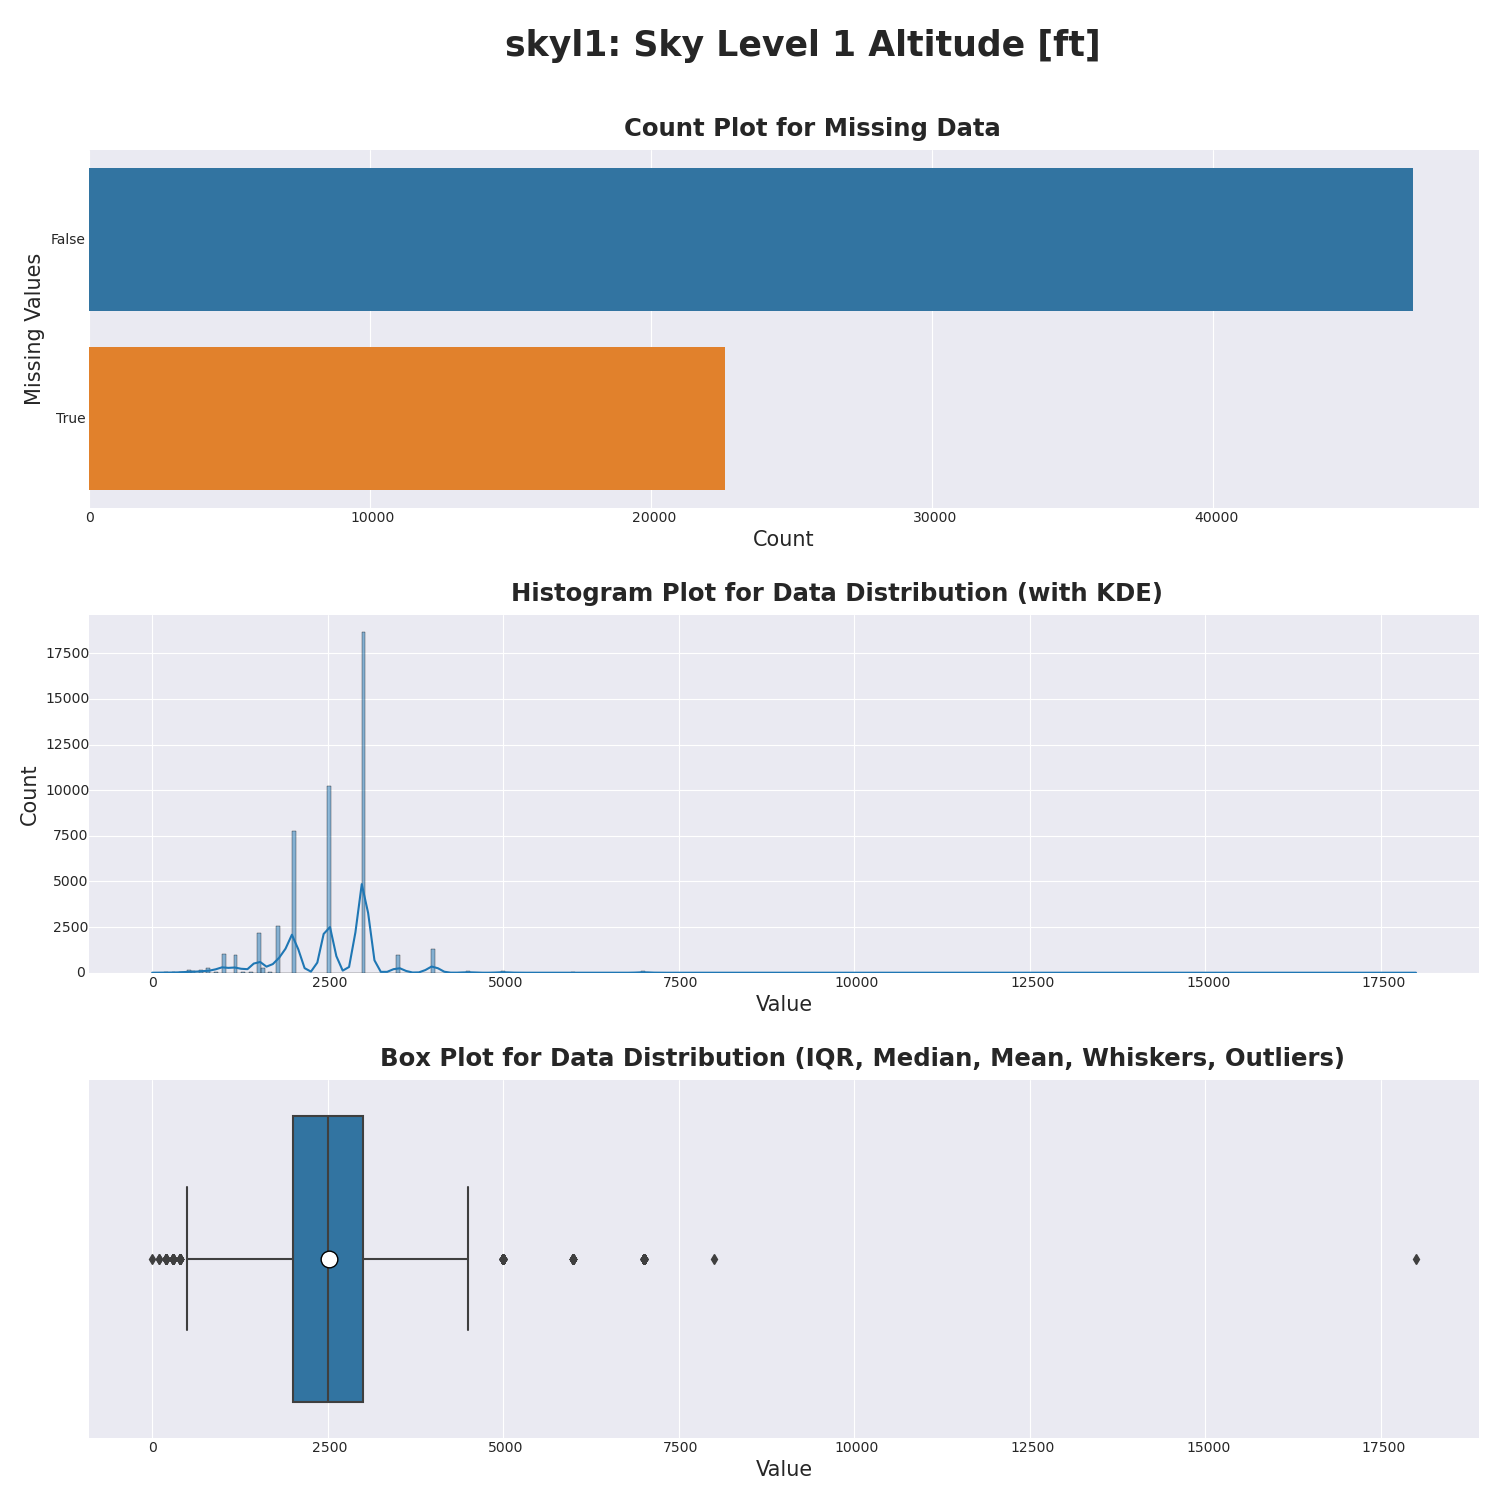 skyl1: Sky Level 1 Altitude [ft]
Count Plot for Missing Data
Missing Values
False
True
0 10000 20000 30000 40000
Count
Histogram Plot for Data Distribution (with KDE)
Count
17500
15000
12500
10000
7500
5000
2500
0
0 2500 5000 7500 10000 12500 15000 17500
Value
Box Plot for Data Distribution (IQR, Median, Mean, Whiskers, Outliers)
0 2500 5000 7500 10000 12500 15000 17500
Value